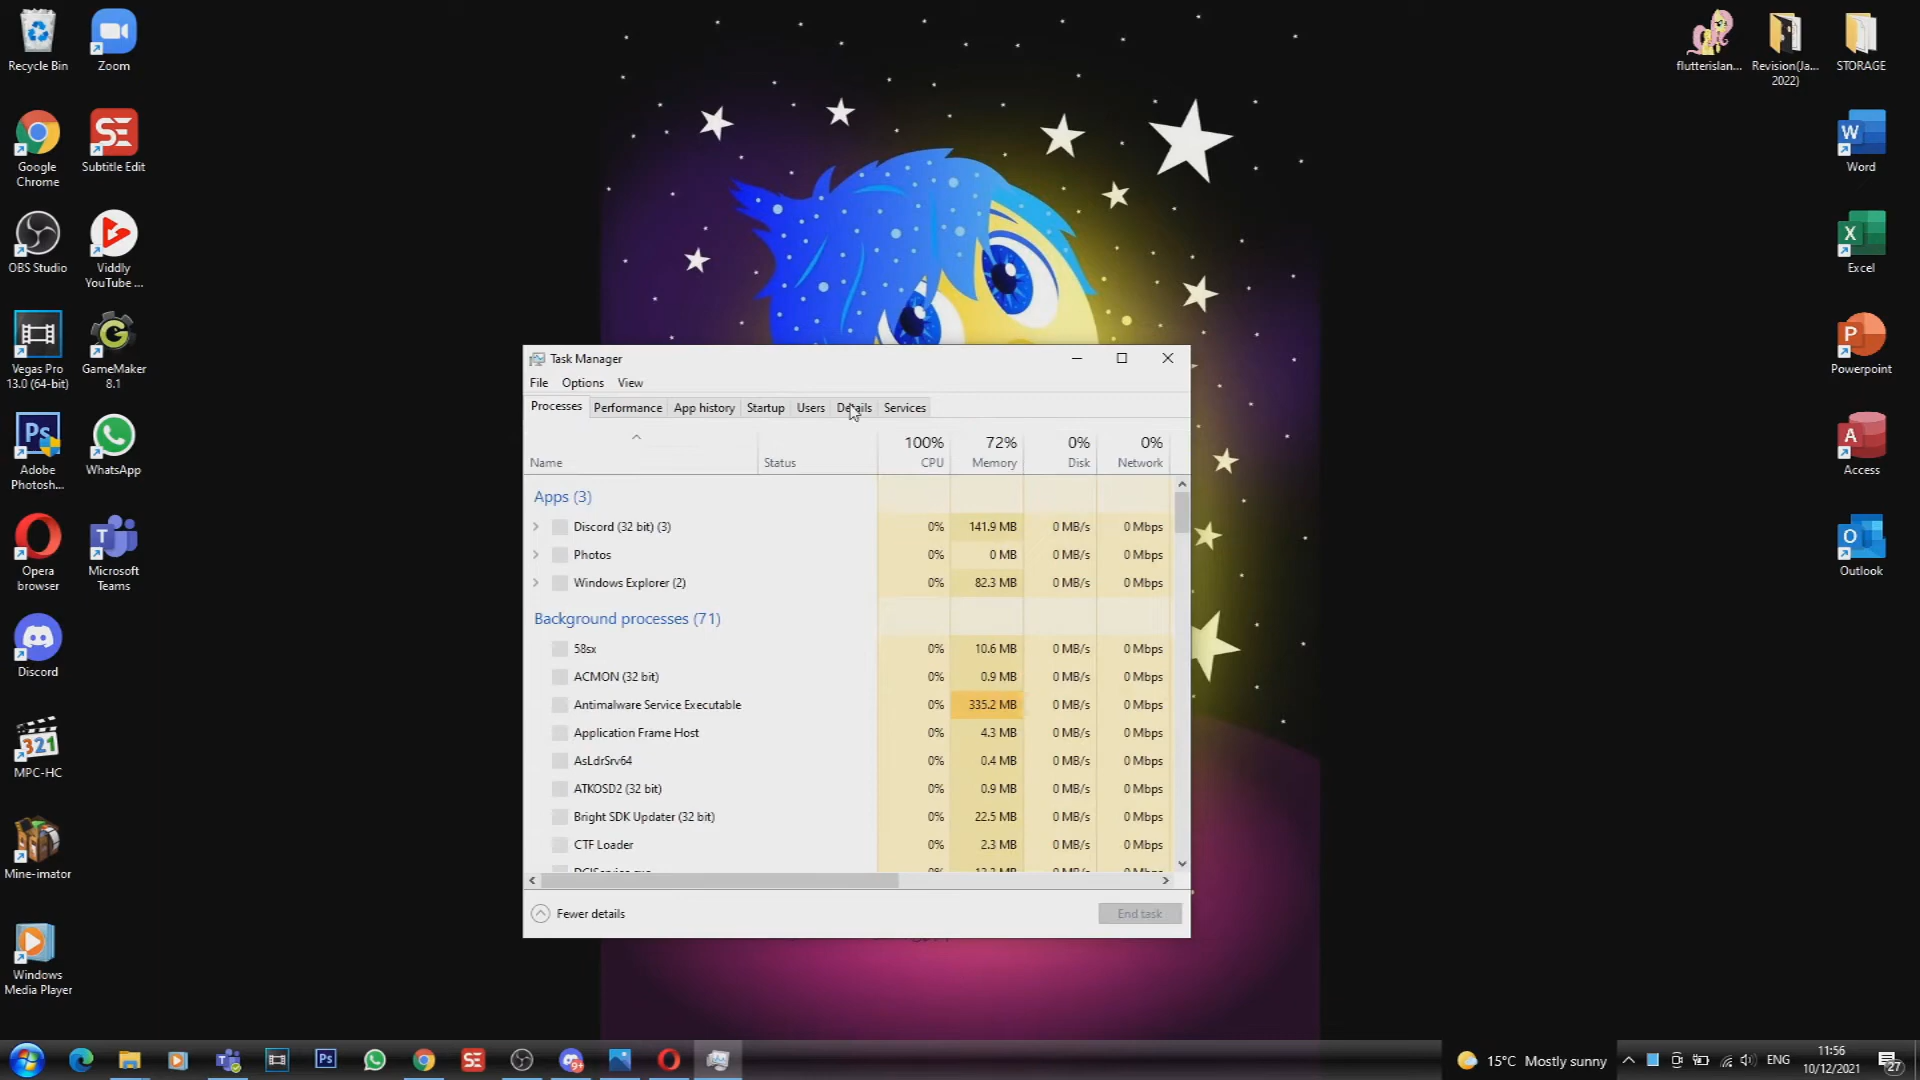 Recycle Bin
Zoom
Google
Chrome
Subtitle Edit
OBS Studio
Viddly
YouTube ...
Vegas Pro
13.0 (64-bit)
GameMaker
8.1
Adobe
Photosh...
WhatsApp
Opera
browser
Microsoft
Teams
Discord
MPC-HC
Mine-imator
Windows
Media Player
flutterislan...
Revision(Ja...
2022)
STORAGE
Word
Excel
Powerpoint
Access
Outlook
Task Manager
File Options View
Processes Performance App history Startup Users Details Services
100% 72% 0% 0%
Name Status CPU Memory Disk Network
Apps (3)
Discord (32 bit) (3) 0% 141.9 MB 0 MB/s 0 Mbps
Photos 0% 0 MB 0 MB/s 0 Mbps
Windows Explorer (2) 0% 82.3 MB 0 MB/s 0 Mbps
Background processes (71)
58sx 0% 10.6 MB 0 MB/s 0 Mbps
ACMON (32 bit) 0% 0.9 MB 0 MB/s 0 Mbps
Antimalware Service Executable 0% 335.2 MB 0 MB/s 0 Mbps
Application Frame Host 0% 4.3 MB 0 MB/s 0 Mbps
AsLdrSrv64 0% 0.4 MB 0 MB/s 0 Mbps
ATKOSD2 (32 bit) 0% 0.9 MB 0 MB/s 0 Mbps
Bright SDK Updater (32 bit) 0% 22.5 MB 0 MB/s 0 Mbps
CTF Loader 0% 2.3 MB 0 MB/s 0 Mbps
Fewer details
End task
15°C Mostly sunny
ENG
11:56
10/12/2021
27